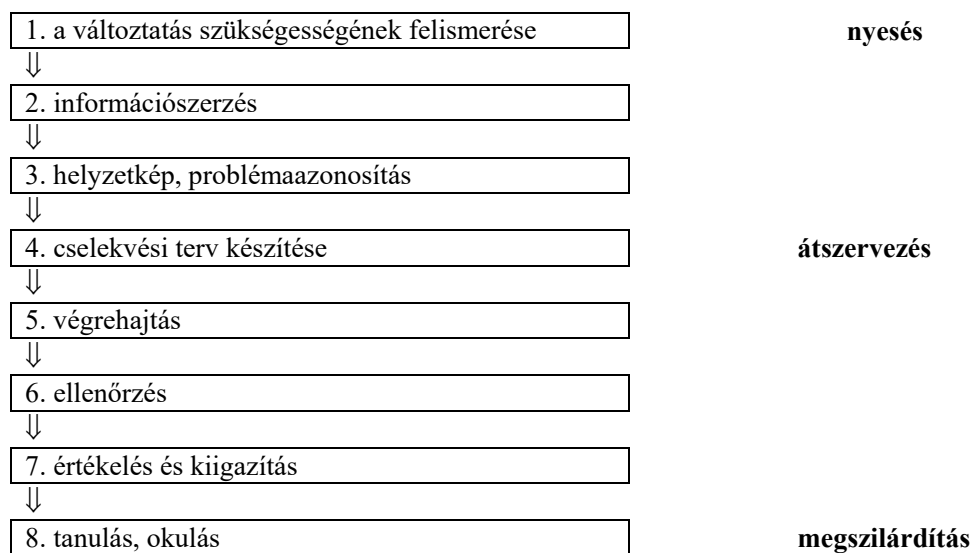 1. a változtatás szükségességének felismerése nyesés
⇓
2. információszerzés
⇓
3. helyzetkép, problémaazonosítás
⇓
4. cselekvési terv készítése átszervezés
⇓
5. végrehajtás
⇓
6. ellenőrzés
⇓
7. értékelés és kiigazítás
⇓
8. tanulás, okulás megszilárdítás